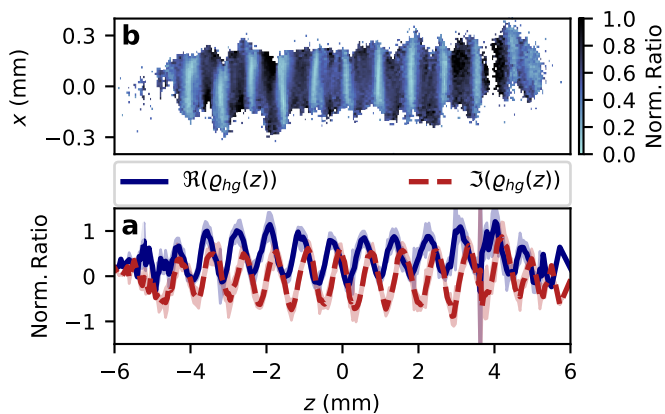 b
0.3
0.0
−0.3
x (mm)
1.0
0.8
0.6
0.4
0.2
0.0
Norm. Ratio
ℜ(ϱhg(z))
ℑ(ϱhg(z))
a
1
0
−1
Norm. Ratio
−6 −4 −2 0 2 4 6
z (mm)